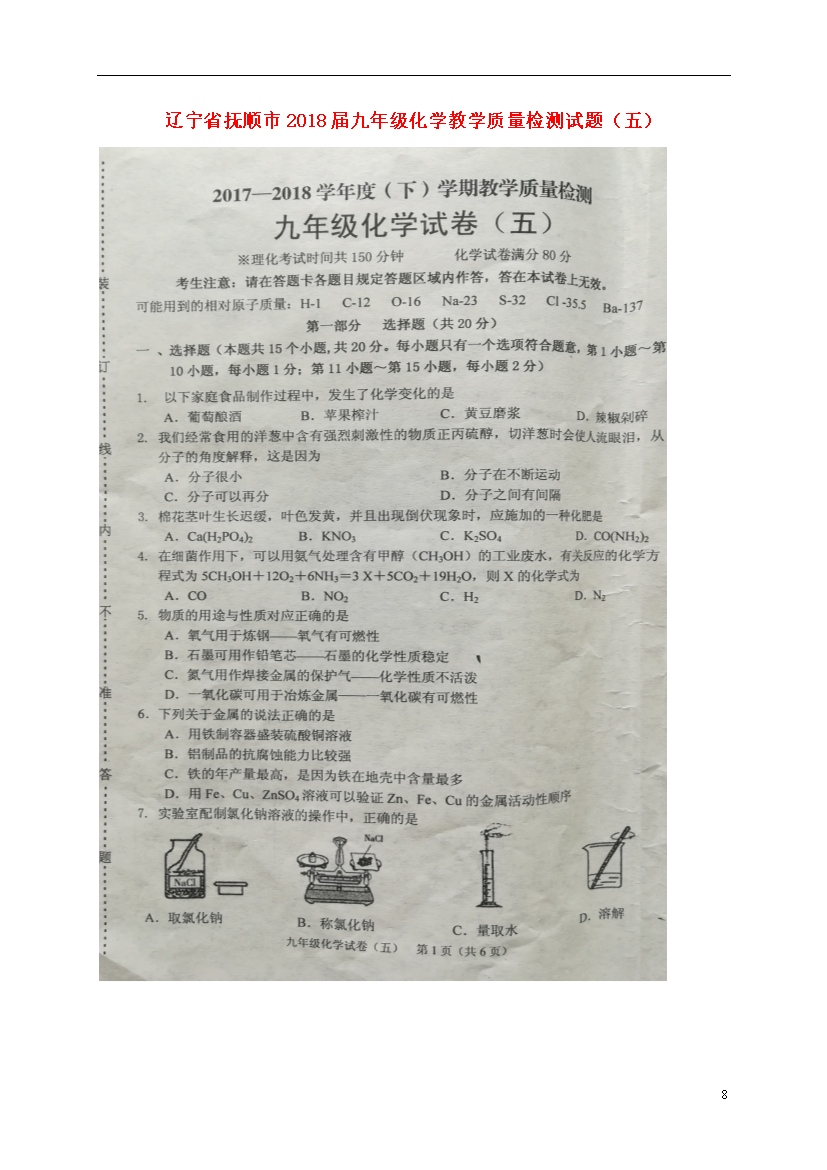 辽宁省抚顺市2018届九年级化学教学质量检测试题（五）
2017—2018学年度（下）学期教学质量检测
九年级化学试卷（五）
※理化考试时间共150分钟 化学试卷满分80分
考生注意：请在答题卡各题目规定答题区域内作答，答在本试卷上无效。
可能用到的相对原子质量：H-1 C-12 O-16 Na-23 S-32 Cl-35.5 Ba-137
第一部分 选择题（共20分）
一、选择题（本题共15个小题，共20分。每小题只有一个选项符合题意，第1小题～第
10小题，每小题1分；第11小题～第15小题，每小题2分）
1. 以下家庭食品制作过程中，发生了化学变化的是
A．葡萄酿酒 B．苹果榨汁 C．黄豆磨浆 D．辣椒剁碎
2. 我们经常食用的洋葱中含有强烈刺激性的物质正丙硫醇，切洋葱时会使人流眼泪，从
分子的角度解释，这是因为
A．分子很小 B．分子在不断运动
C．分子可以再分 D．分子之间有间隔
3. 棉花茎叶生长迟缓，叶色发黄，并且出现倒伏现象时，应施加的一种化肥是
A．Ca(H₂PO₄)₂ B．KNO₃ C．K₂SO₄ D．CO(NH₂)₂
4. 在细菌作用下，可以用氨气处理含有甲醇（CH₃OH）的工业废水，有关反应的化学方
程式为5CH₃OH＋12O₂＋6NH₃＝3 X＋5CO₂＋19H₂O，则X的化学式为
A．CO B．NO₂ C．H₂ D．N₂
5. 物质的用途与性质对应正确的是
A．氧气用于炼钢——氧气有可燃性
B．石墨可用作铅笔芯——石墨的化学性质稳定
C．氮气用作焊接金属的保护气——化学性质不活泼
D．一氧化碳可用于冶炼金属——一氧化碳有可燃性
6. 下列关于金属的说法正确的是
A．用铁制容器盛装硫酸铜溶液
B．铝制品的抗腐蚀能力比较强
C．铁的年产量最高，是因为铁在地壳中含量最多
D．用Fe、Cu、ZnSO₄溶液可以验证Zn、Fe、Cu的金属活动性顺序
7. 实验室配制氯化钠溶液的操作中，正确的是
NaCl
NaCl
A．取氯化钠 B．称氯化钠 C．量取水 D．溶解
九年级化学试卷（五） 第1页（共6页）
装
订
线
内
不
准
答
题
8